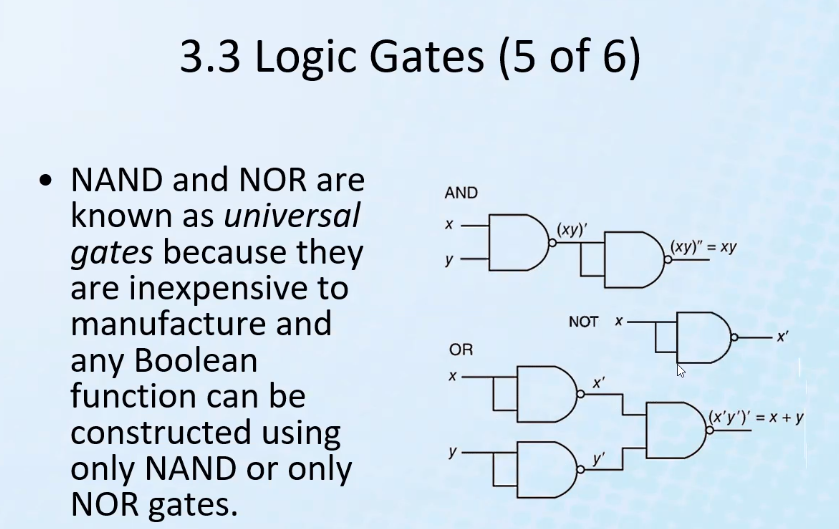 3.3 Logic Gates (5 of 6)
• NAND and NOR are
known as universal
gates because they
are inexpensive to
manufacture and
any Boolean
function can be
constructed using
only NAND or only
NOR gates.
AND
x
(xy)'
y
(xy)'' = xy
NOT x
x'
OR
x
x'
(x'y')' = x + y
y
y'